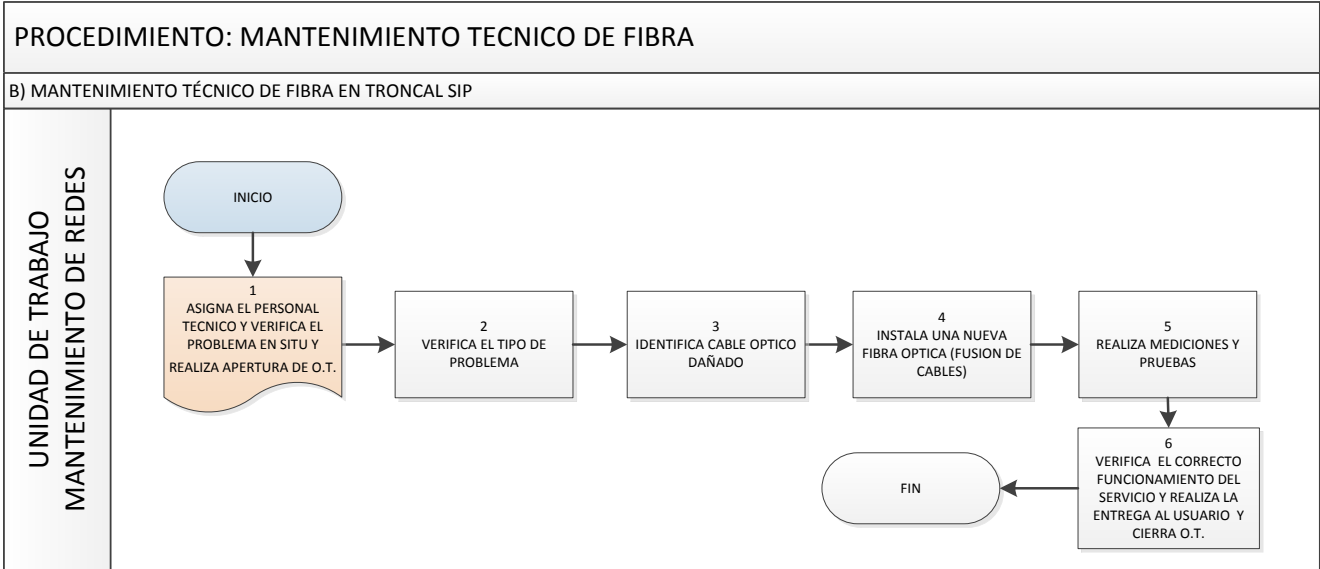 PROCEDIMIENTO: MANTENIMIENTO TECNICO DE FIBRA
B) MANTENIMIENTO TÉCNICO DE FIBRA EN TRONCAL SIP
UNIDAD DE TRABAJO
MANTENIMIENTO DE REDES
INICIO
1
ASIGNA EL PERSONAL
TECNICO Y VERIFICA EL
PROBLEMA EN SITU Y
REALIZA APERTURA DE O.T.
2
VERIFICA EL TIPO DE
PROBLEMA
3
IDENTIFICA CABLE OPTICO
DAÑADO
4
INSTALA UNA NUEVA
FIBRA OPTICA (FUSION DE
CABLES)
5
REALIZA MEDICIONES Y
PRUEBAS
6
VERIFICA EL CORRECTO
FUNCIONAMIENTO DEL
SERVICIO Y REALIZA LA
ENTREGA AL USUARIO Y
CIERRA O.T.
FIN